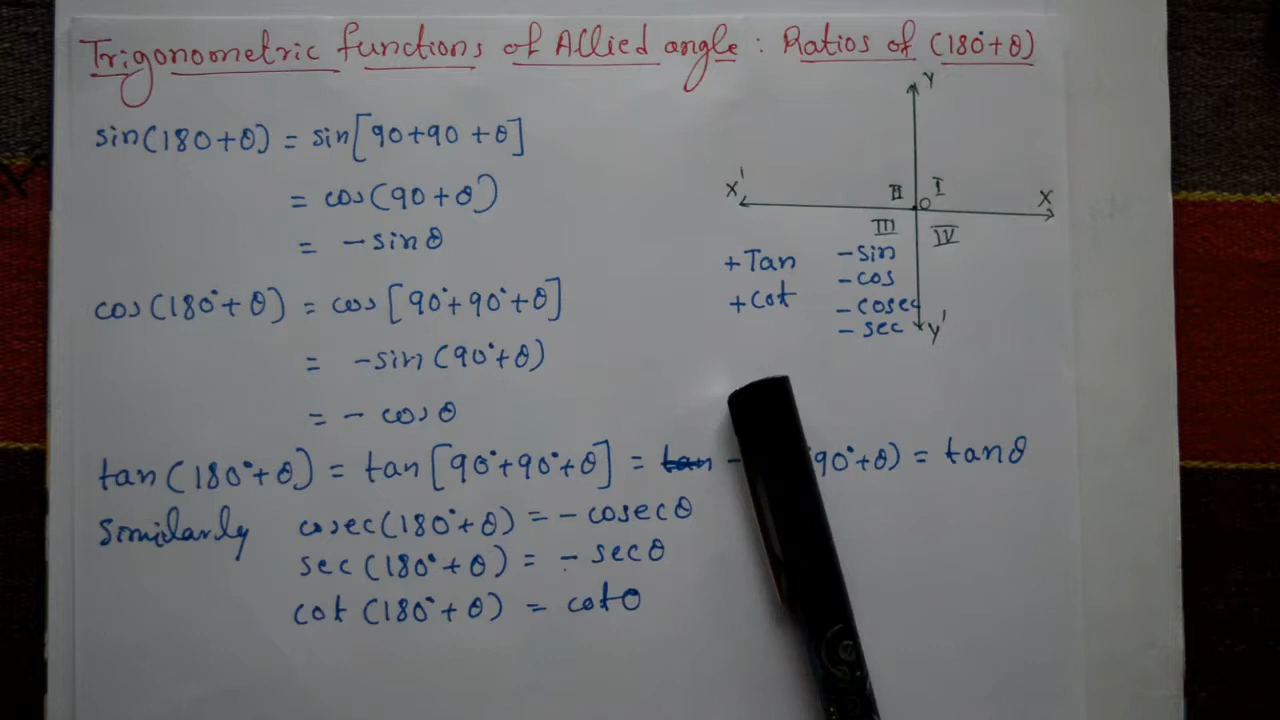 Trigonometric functions of Allied angle : Ratios of (180°+θ)
sin(180+θ) = sin[90+90+θ]
= cos(90+θ)
= -sinθ
cos(180°+θ) = cos[90°+90°+θ]
= -sin(90°+θ)
= - cosθ
tan(180°+θ) = tan[90°+90°+θ] = - 90°+θ) = tanθ
Similarly cosec(180°+θ) = - cosecθ
sec(180°+θ) = - secθ
cot(180°+θ) = cotθ
Y
X' II I X
O
III IV
+Tan -sin
+cot -cos
-cosec
-sec Y'